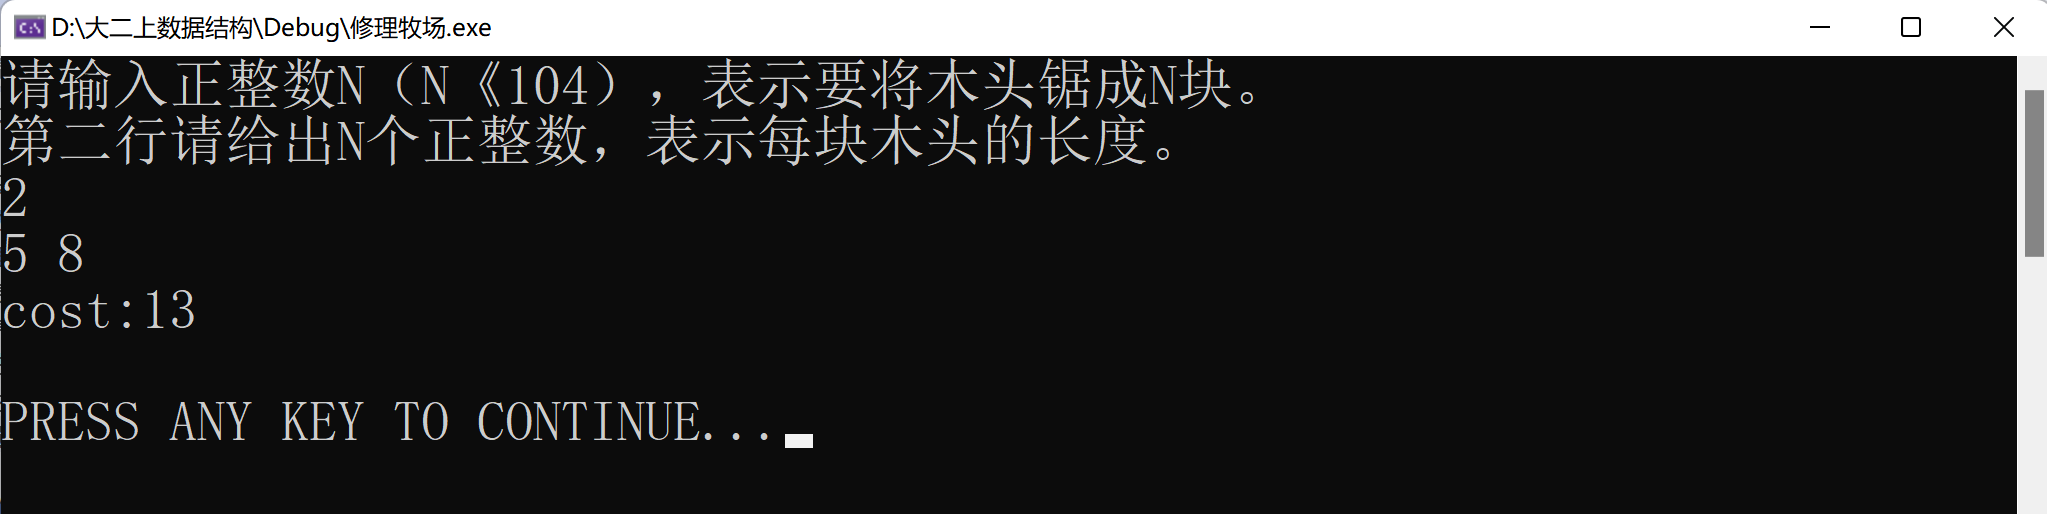 D:\大二上数据结构\Debug\修理牧场.exe
请输入正整数N（N《104），表示要将木头锯成N块。
第二行请给出N个正整数，表示每块木头的长度。
2
5 8
cost:13
PRESS ANY KEY TO CONTINUE...